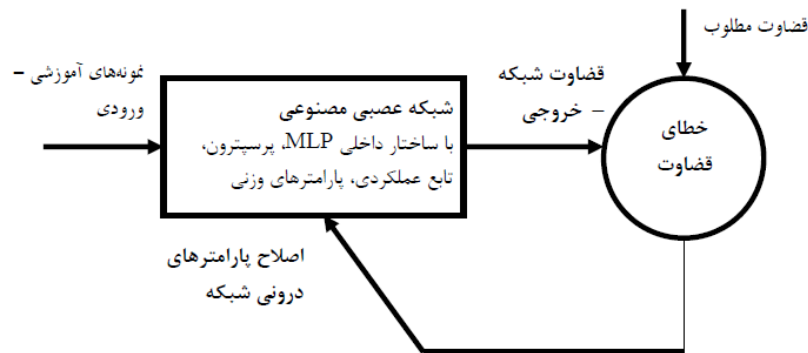 قضاوت مطلوب
نمونه‌های آموزشی –
ورودی
شبکه عصبی مصنوعی
با ساختار داخلی MLP، پرسپترون،
تابع عملکردی، پارامترهای وزنی
قضاوت شبکه
– خروجی
خطای
قضاوت
اصلاح پارامترهای
درونی شبکه